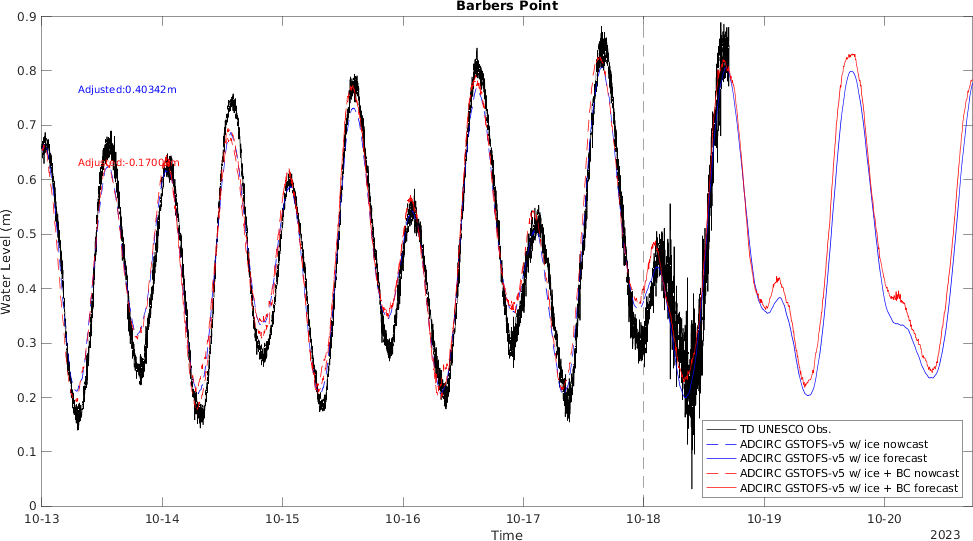 Barbers Point
0.9
0.8
0.7
0.6
0.5
0.4
0.3
0.2
0.1
0
Water Level (m)
Adjusted:0.40342m
TD UNESCO Obs.
ADCIRC GSTOFS-v5 w/ ice nowcast
ADCIRC GSTOFS-v5 w/ ice forecast
ADCIRC GSTOFS-v5 w/ ice + BC nowcast
ADCIRC GSTOFS-v5 w/ ice + BC forecast
10-13 10-14 10-15 10-16 10-17 10-18 10-19 10-20
Time
2023